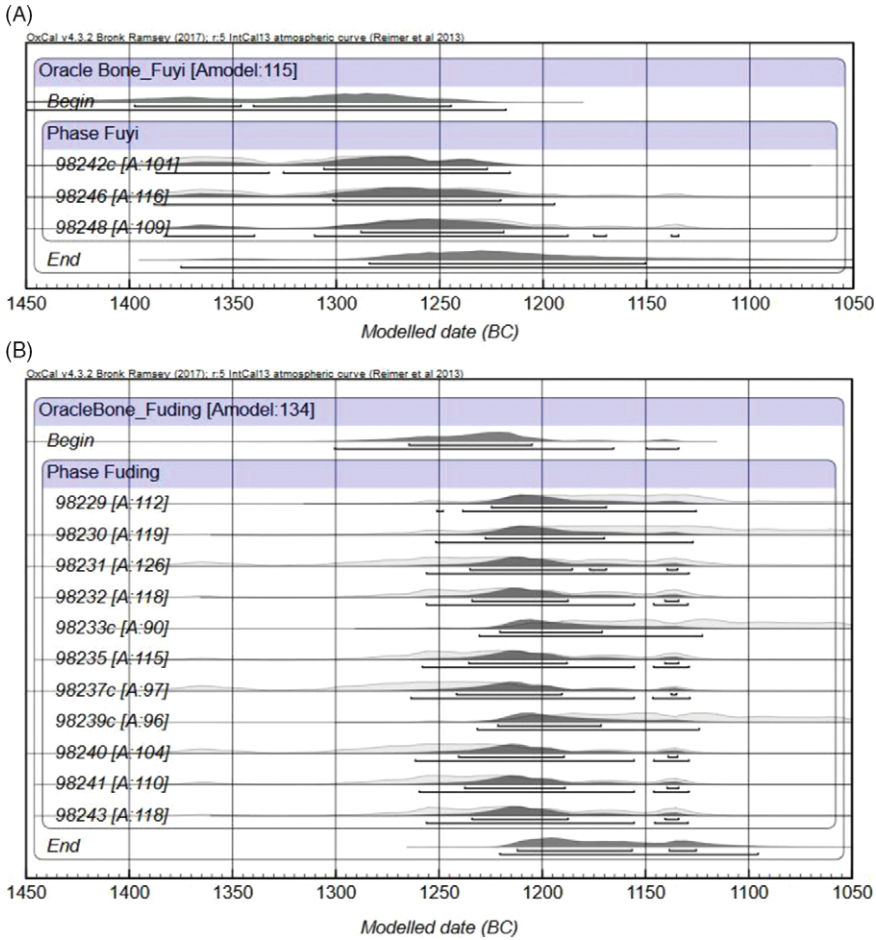 (A)
OxCal v4.3.2 Bronk Ramsey (2017); r:5 IntCal13 atmospheric curve (Reimer et al 2013)
Oracle Bone_Fuyi [Amodel:115]
Begin
Phase Fuyi
98242c [A:101]
98246 [A:116]
98248 [A:109]
End
1450 1400 1350 1300 1250 1200 1150 1100 1050
Modelled date (BC)
(B)
OxCal v4.3.2 Bronk Ramsey (2017); r:5 IntCal13 atmospheric curve (Reimer et al 2013)
OracleBone_Fuding [Amodel:134]
Begin
Phase Fuding
98229 [A:112]
98230 [A:119]
98231 [A:126]
98232 [A:118]
98233c [A:90]
98235 [A:115]
98237c [A:97]
98239c [A:96]
98240 [A:104]
98241 [A:110]
98243 [A:118]
End
1450 1400 1350 1300 1250 1200 1150 1100 1050
Modelled date (BC)